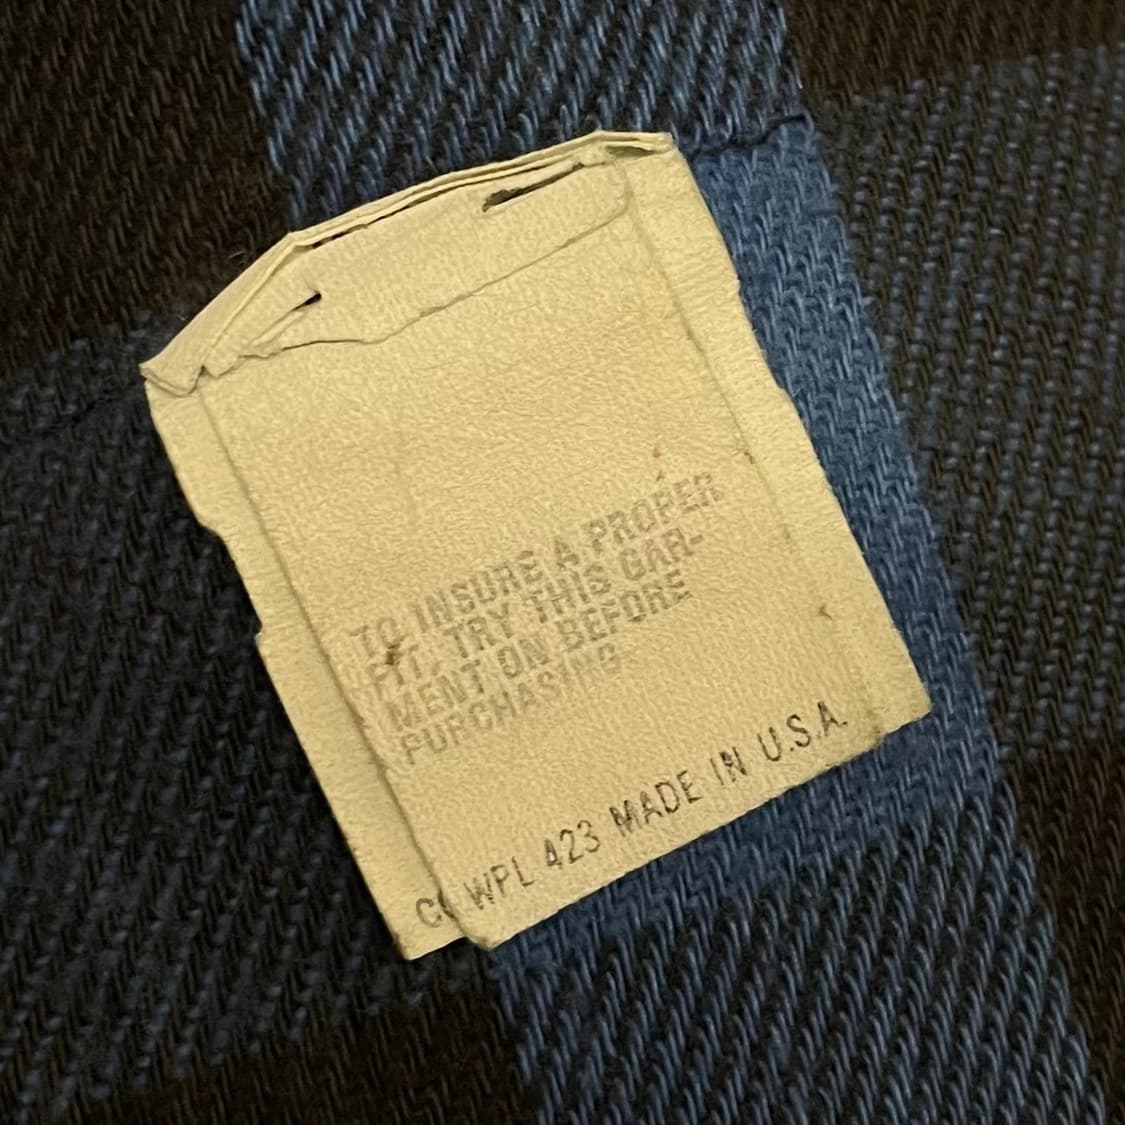 TO INSURE A PROPER
FIT, TRY THIS GAR-
MENT ON BEFORE
PURCHASING
WPL 423 MADE IN U.S.A.